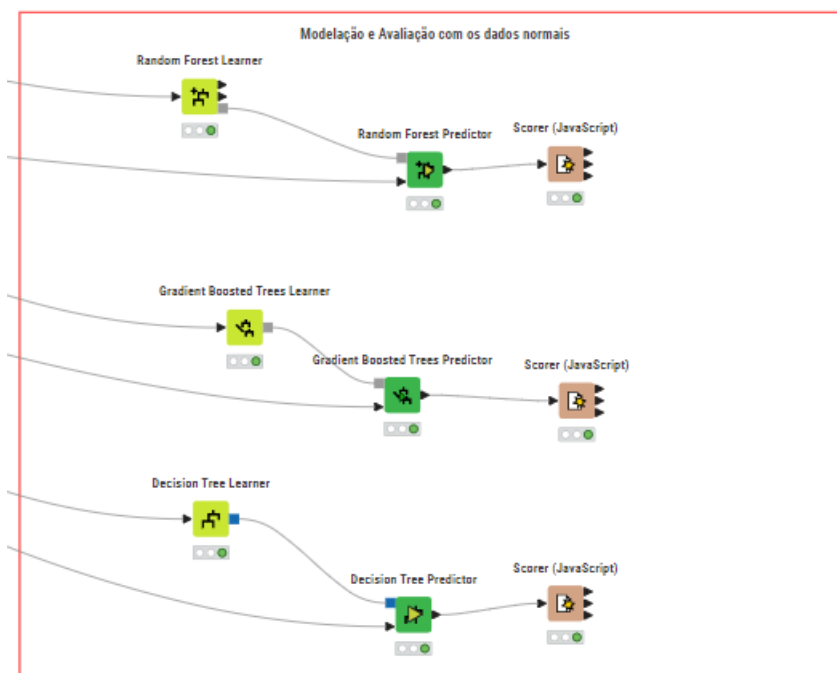 Modelação e Avaliação com os dados normais
Random Forest Learner
Random Forest Predictor
Scorer (JavaScript)
Gradient Boosted Trees Learner
Gradient Boosted Trees Predictor
Scorer (JavaScript)
Decision Tree Learner
Decision Tree Predictor
Scorer (JavaScript)